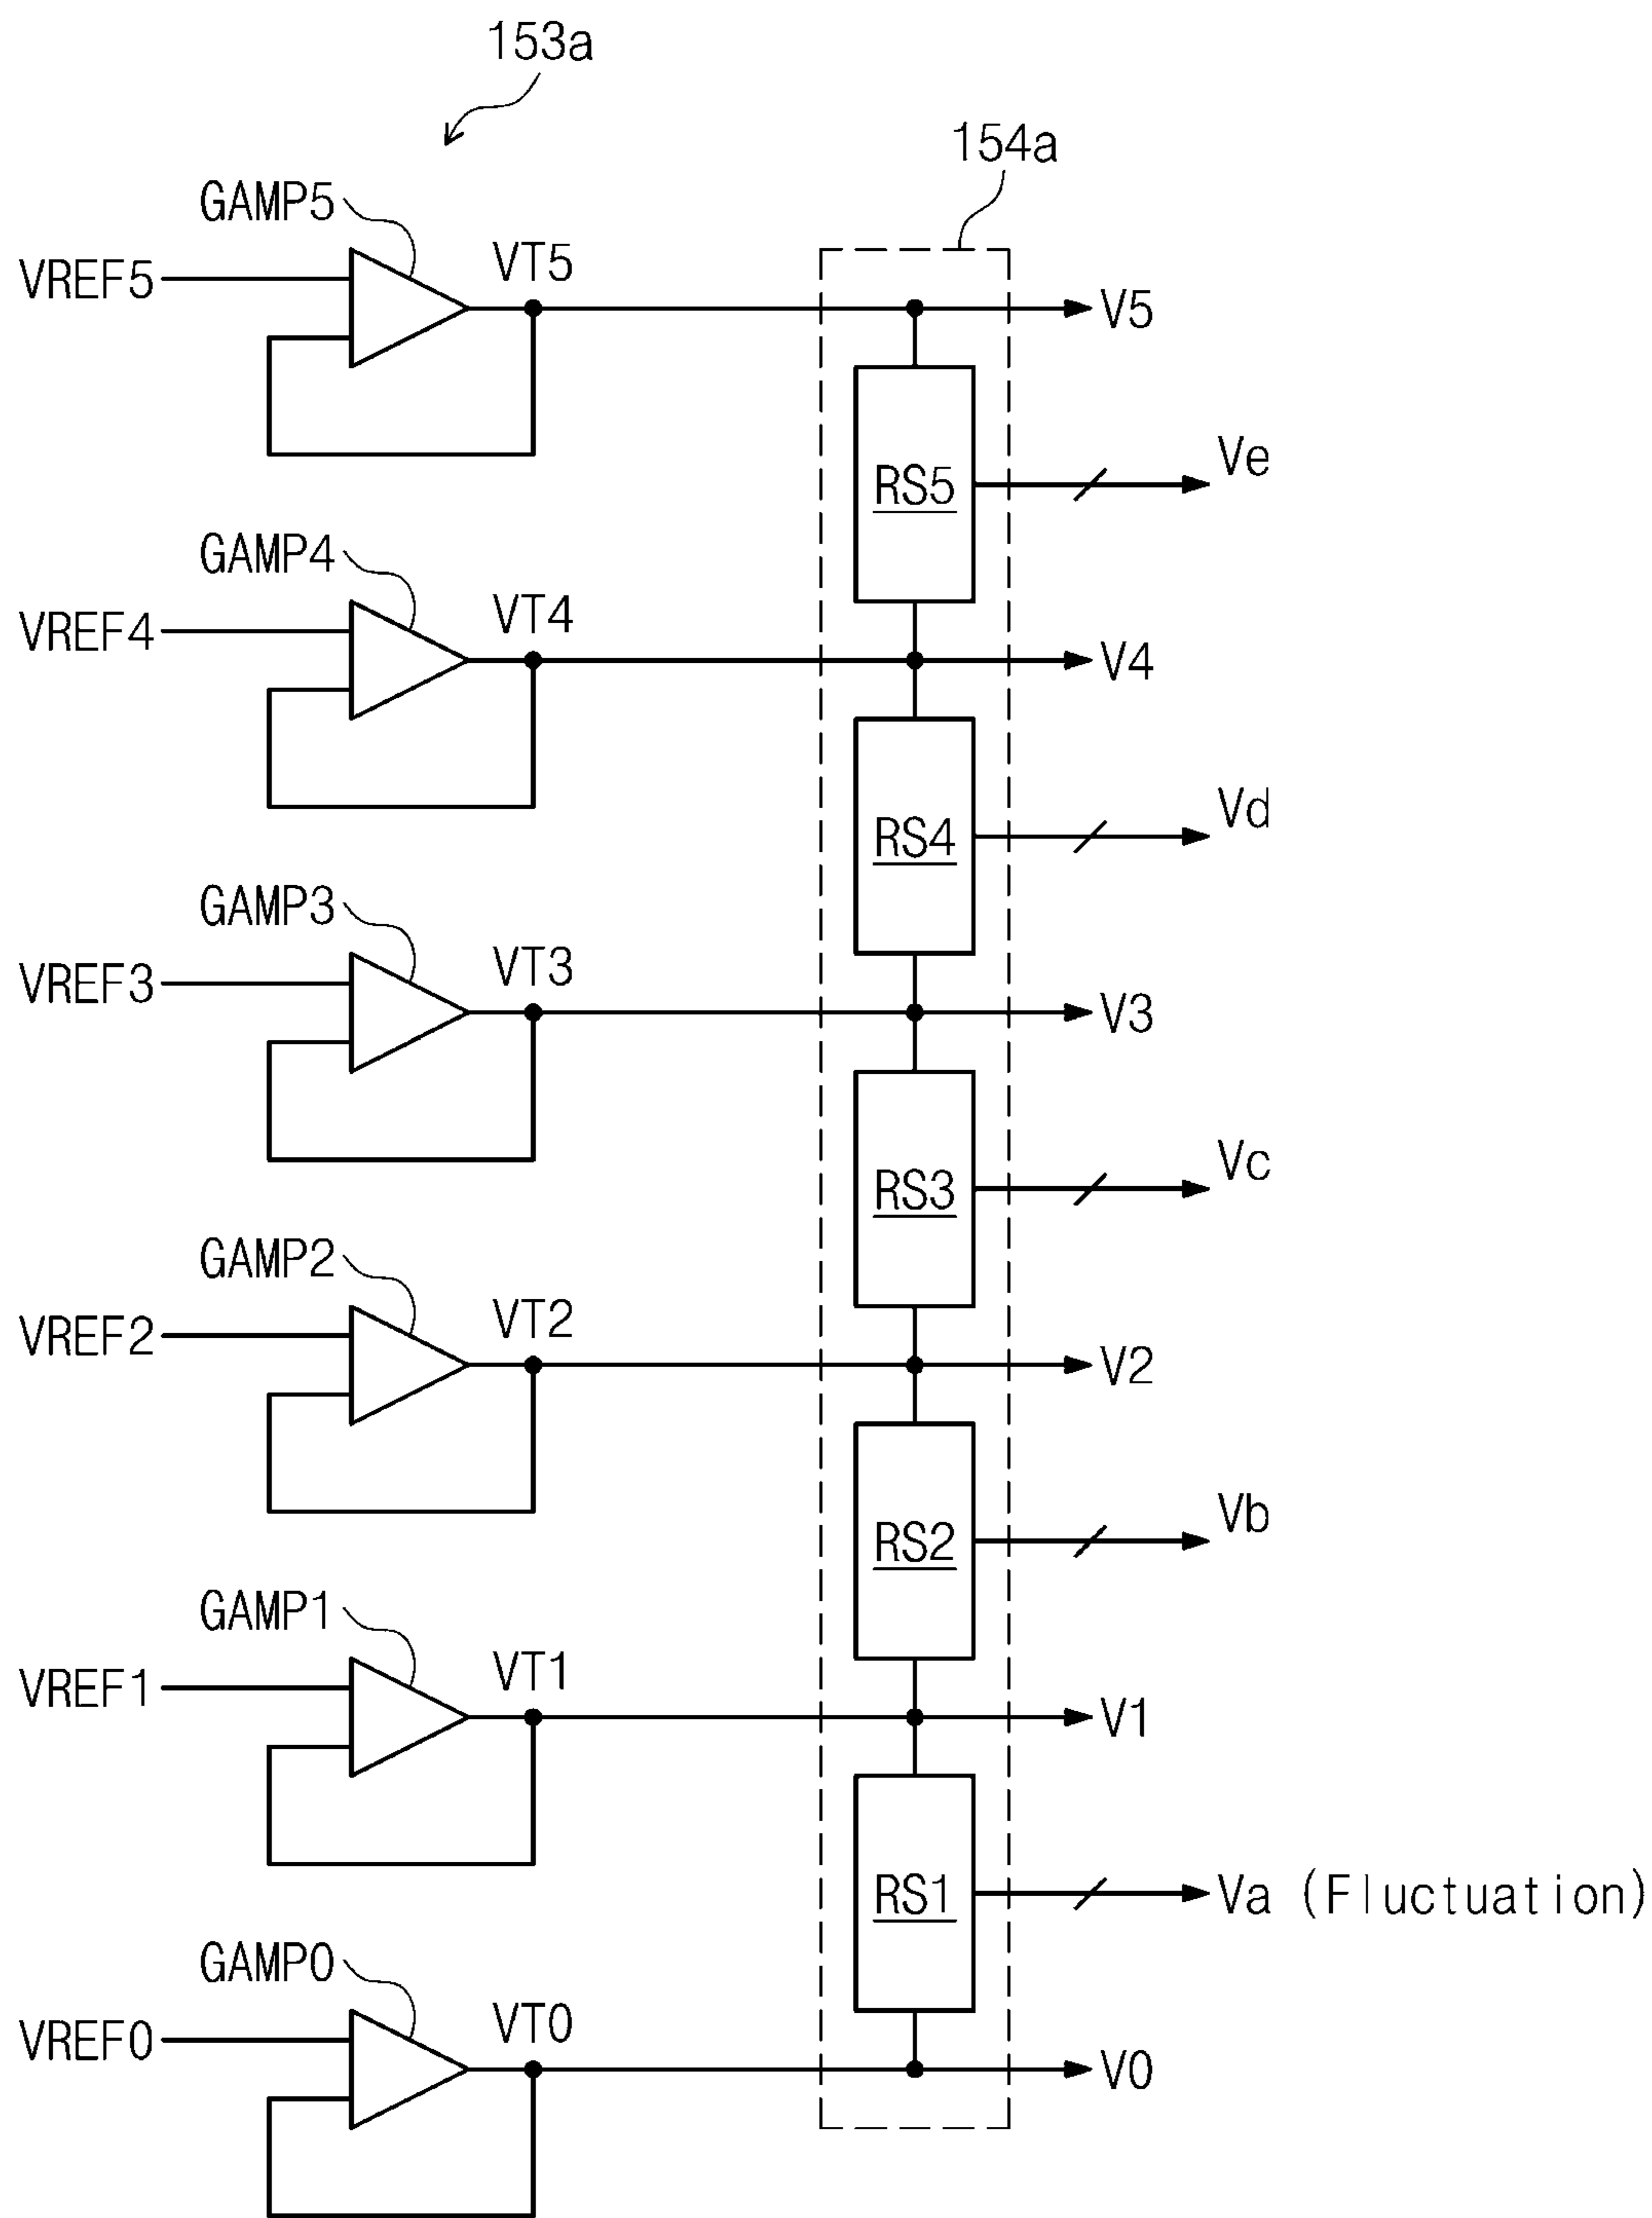 153a
154a
GAMP5
VREF5
VT5
V5
RS5
Ve
GAMP4
VREF4
VT4
V4
RS4
Vd
GAMP3
VREF3
VT3
V3
RS3
Vc
GAMP2
VREF2
VT2
V2
RS2
Vb
GAMP1
VREF1
VT1
V1
RS1
Va (Fluctuation)
GAMP0
VREF0
VT0
V0